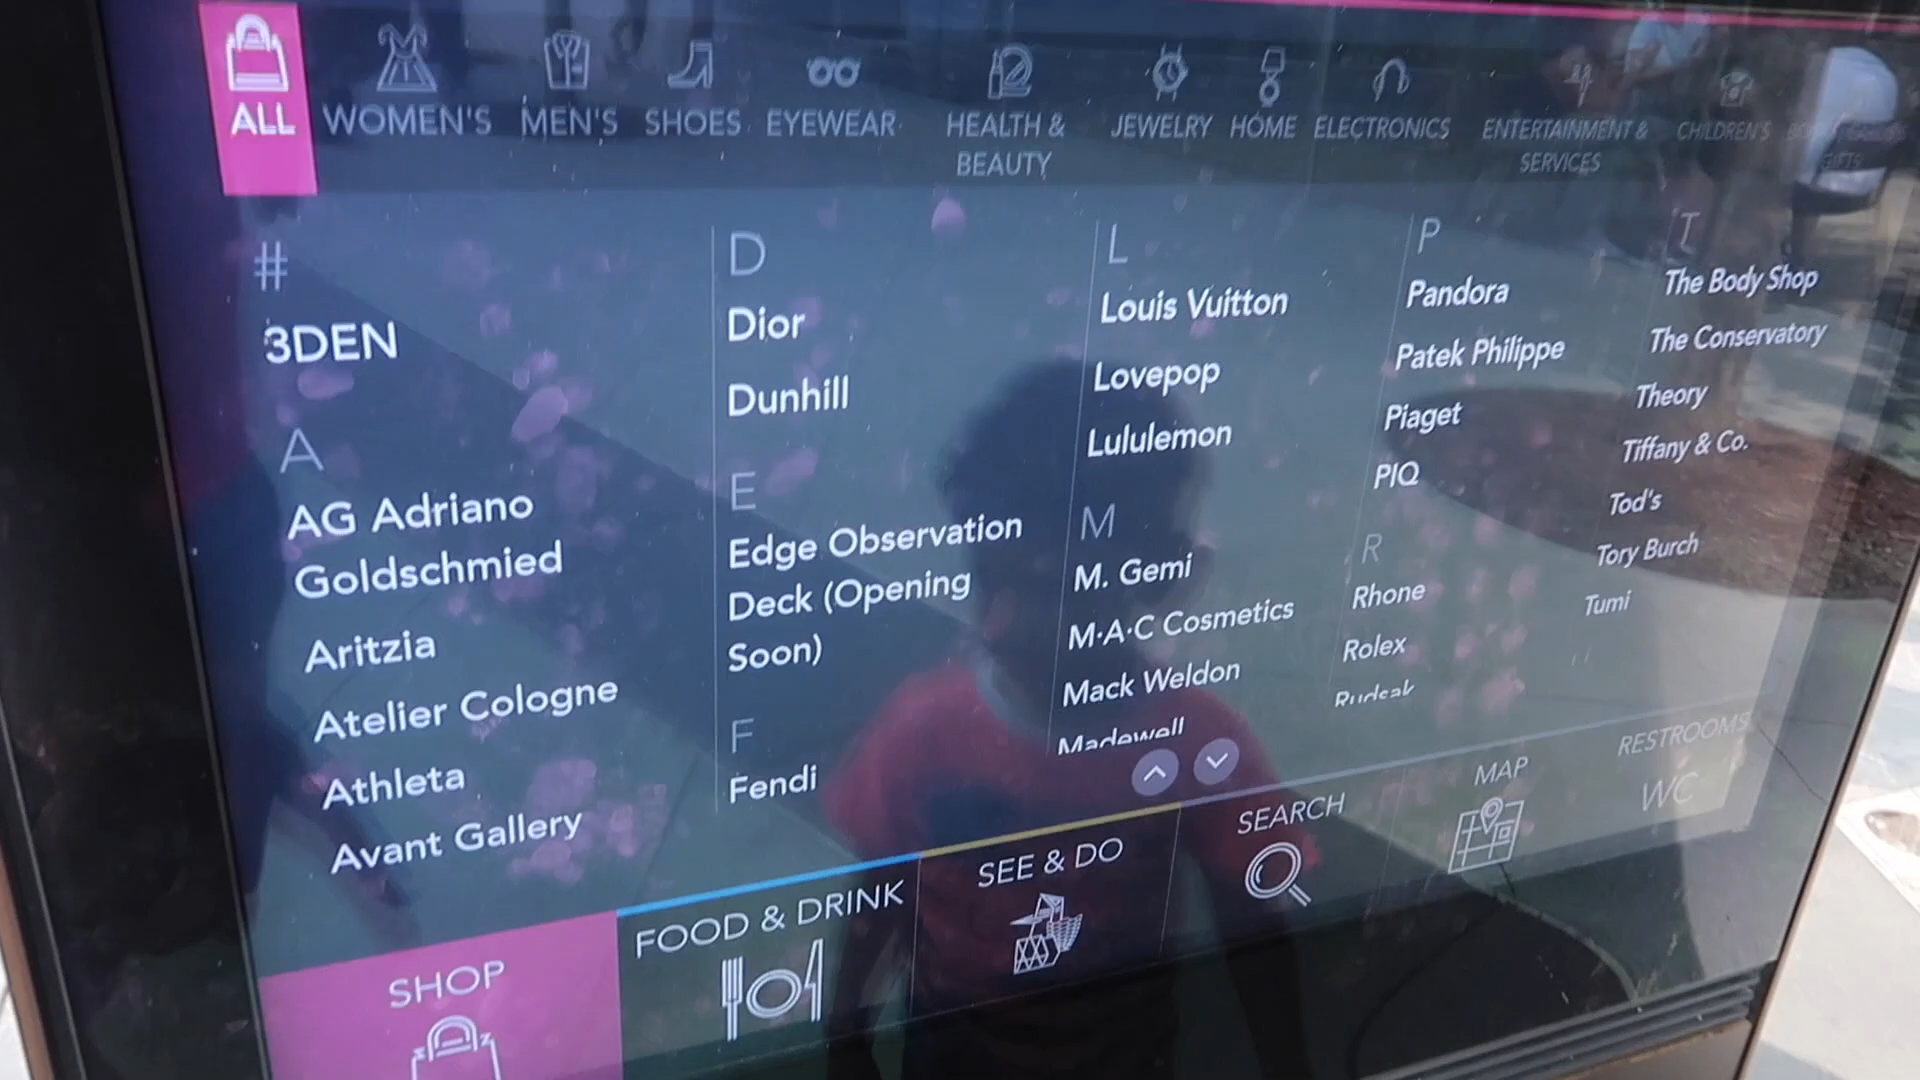 ALL
WOMEN'S
MEN'S
SHOES
EYEWEAR
HEALTH &
BEAUTY
JEWELRY
HOME
ELECTRONICS
ENTERTAINMENT &
SERVICES
CHILDREN'S
GIFTS
#
3DEN
A
AG Adriano
Goldschmied
Aritzia
Atelier Cologne
Athleta
Avant Gallery
D
Dior
Dunhill
E
Edge Observation
Deck (Opening
Soon)
F
Fendi
L
Louis Vuitton
Lovepop
Lululemon
M
M. Gemi
M·A·C Cosmetics
Mack Weldon
Madewell
P
Pandora
Patek Philippe
Piaget
PIQ
R
Rhone
Rolex
Rudsak
T
The Body Shop
The Conservatory
Theory
Tiffany & Co.
Tod's
Tory Burch
Tumi
SHOP
FOOD & DRINK
SEE & DO
SEARCH
MAP
RESTROOMS
WC